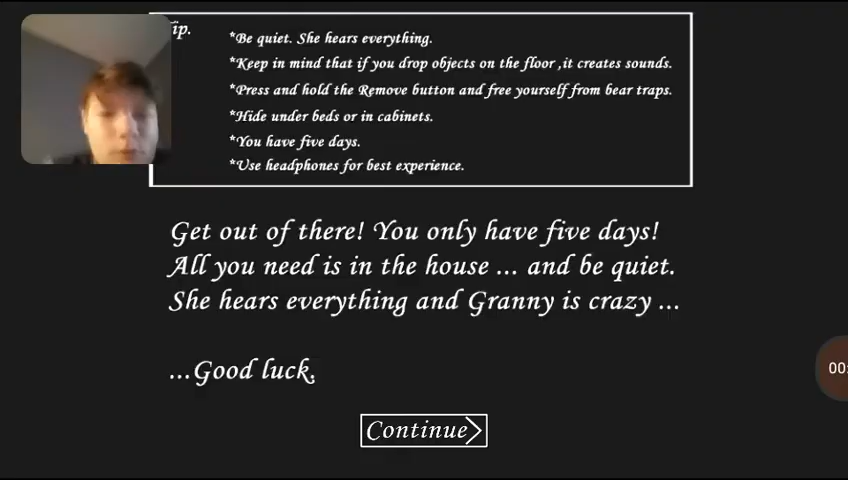 ip.
*Be quiet. She hears everything.
*Keep in mind that if you drop objects on the floor ,it creates sounds.
*Press and hold the Remove button and free yourself from bear traps.
*Hide under beds or in cabinets.
*You have five days.
*Use headphones for best experience.
Get out of there! You only have five days!
All you need is in the house ... and be quiet.
She hears everything and Granny is crazy ...
...Good luck.
Continue
00: